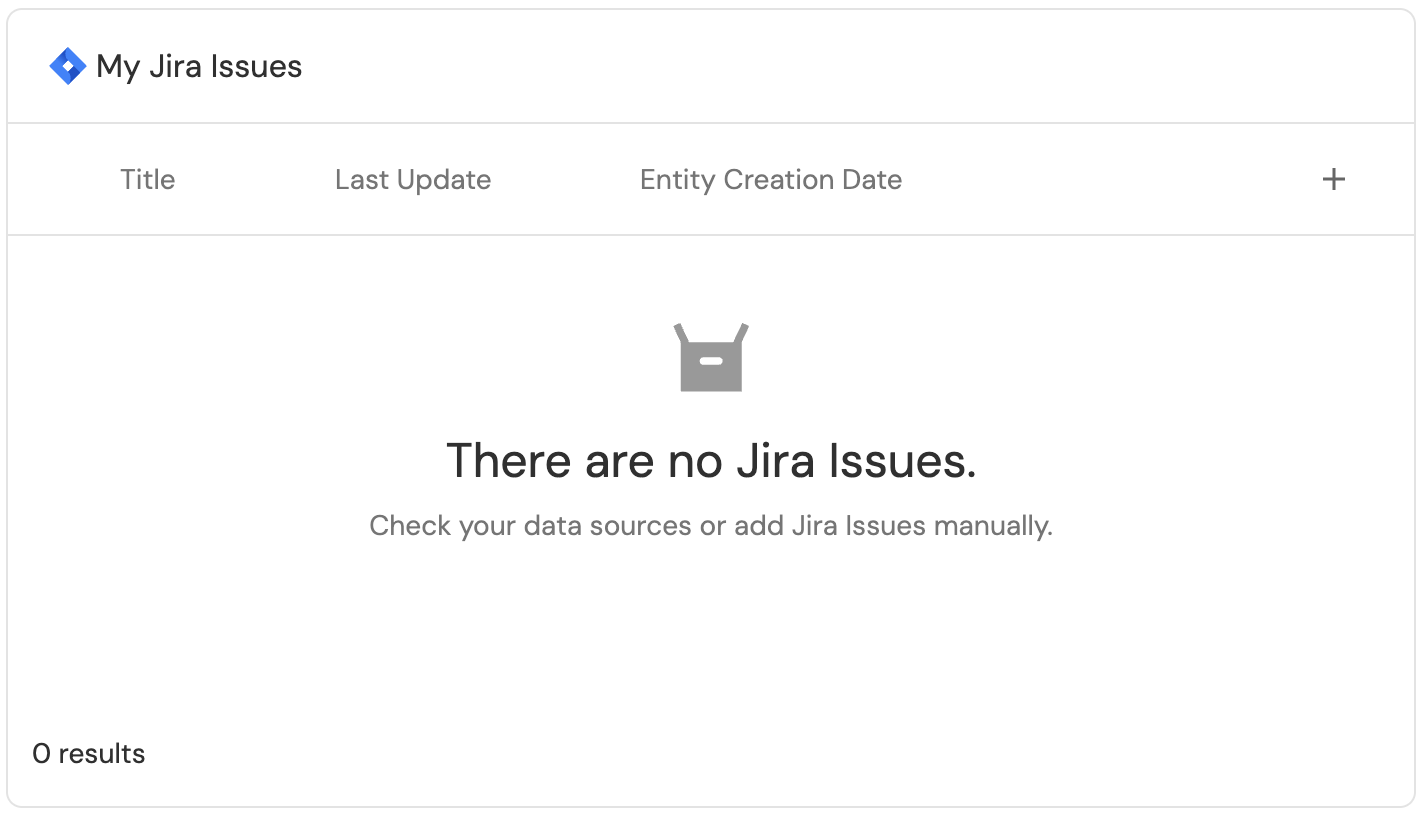 My Jira Issues
Title Last Update Entity Creation Date +
There are no Jira Issues.
Check your data sources or add Jira Issues manually.
0 results